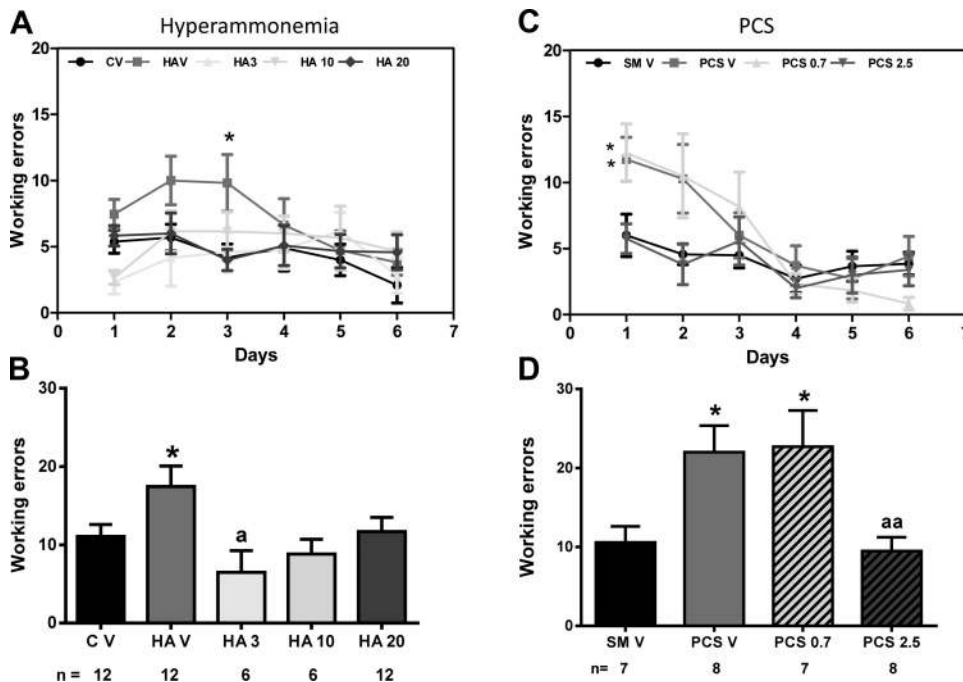 A
Hyperammonemia
CV HAV HA3 HA 10 HA 20
Working errors
20
15
10
5
0
*
0 1 2 3 4 5 6 7
Days
C
PCS
SM V PCS V PCS 0.7 PCS 2.5
Working errors
20
15
10
5
0
*
*
0 1 2 3 4 5 6 7
Days
B
Working errors
30
20
10
0
*
a
C V HA V HA 3 HA 10 HA 20
n = 12 12 6 6 12
D
Working errors
30
20
10
0
*
*
aa
SM V PCS V PCS 0.7 PCS 2.5
n= 7 8 7 8